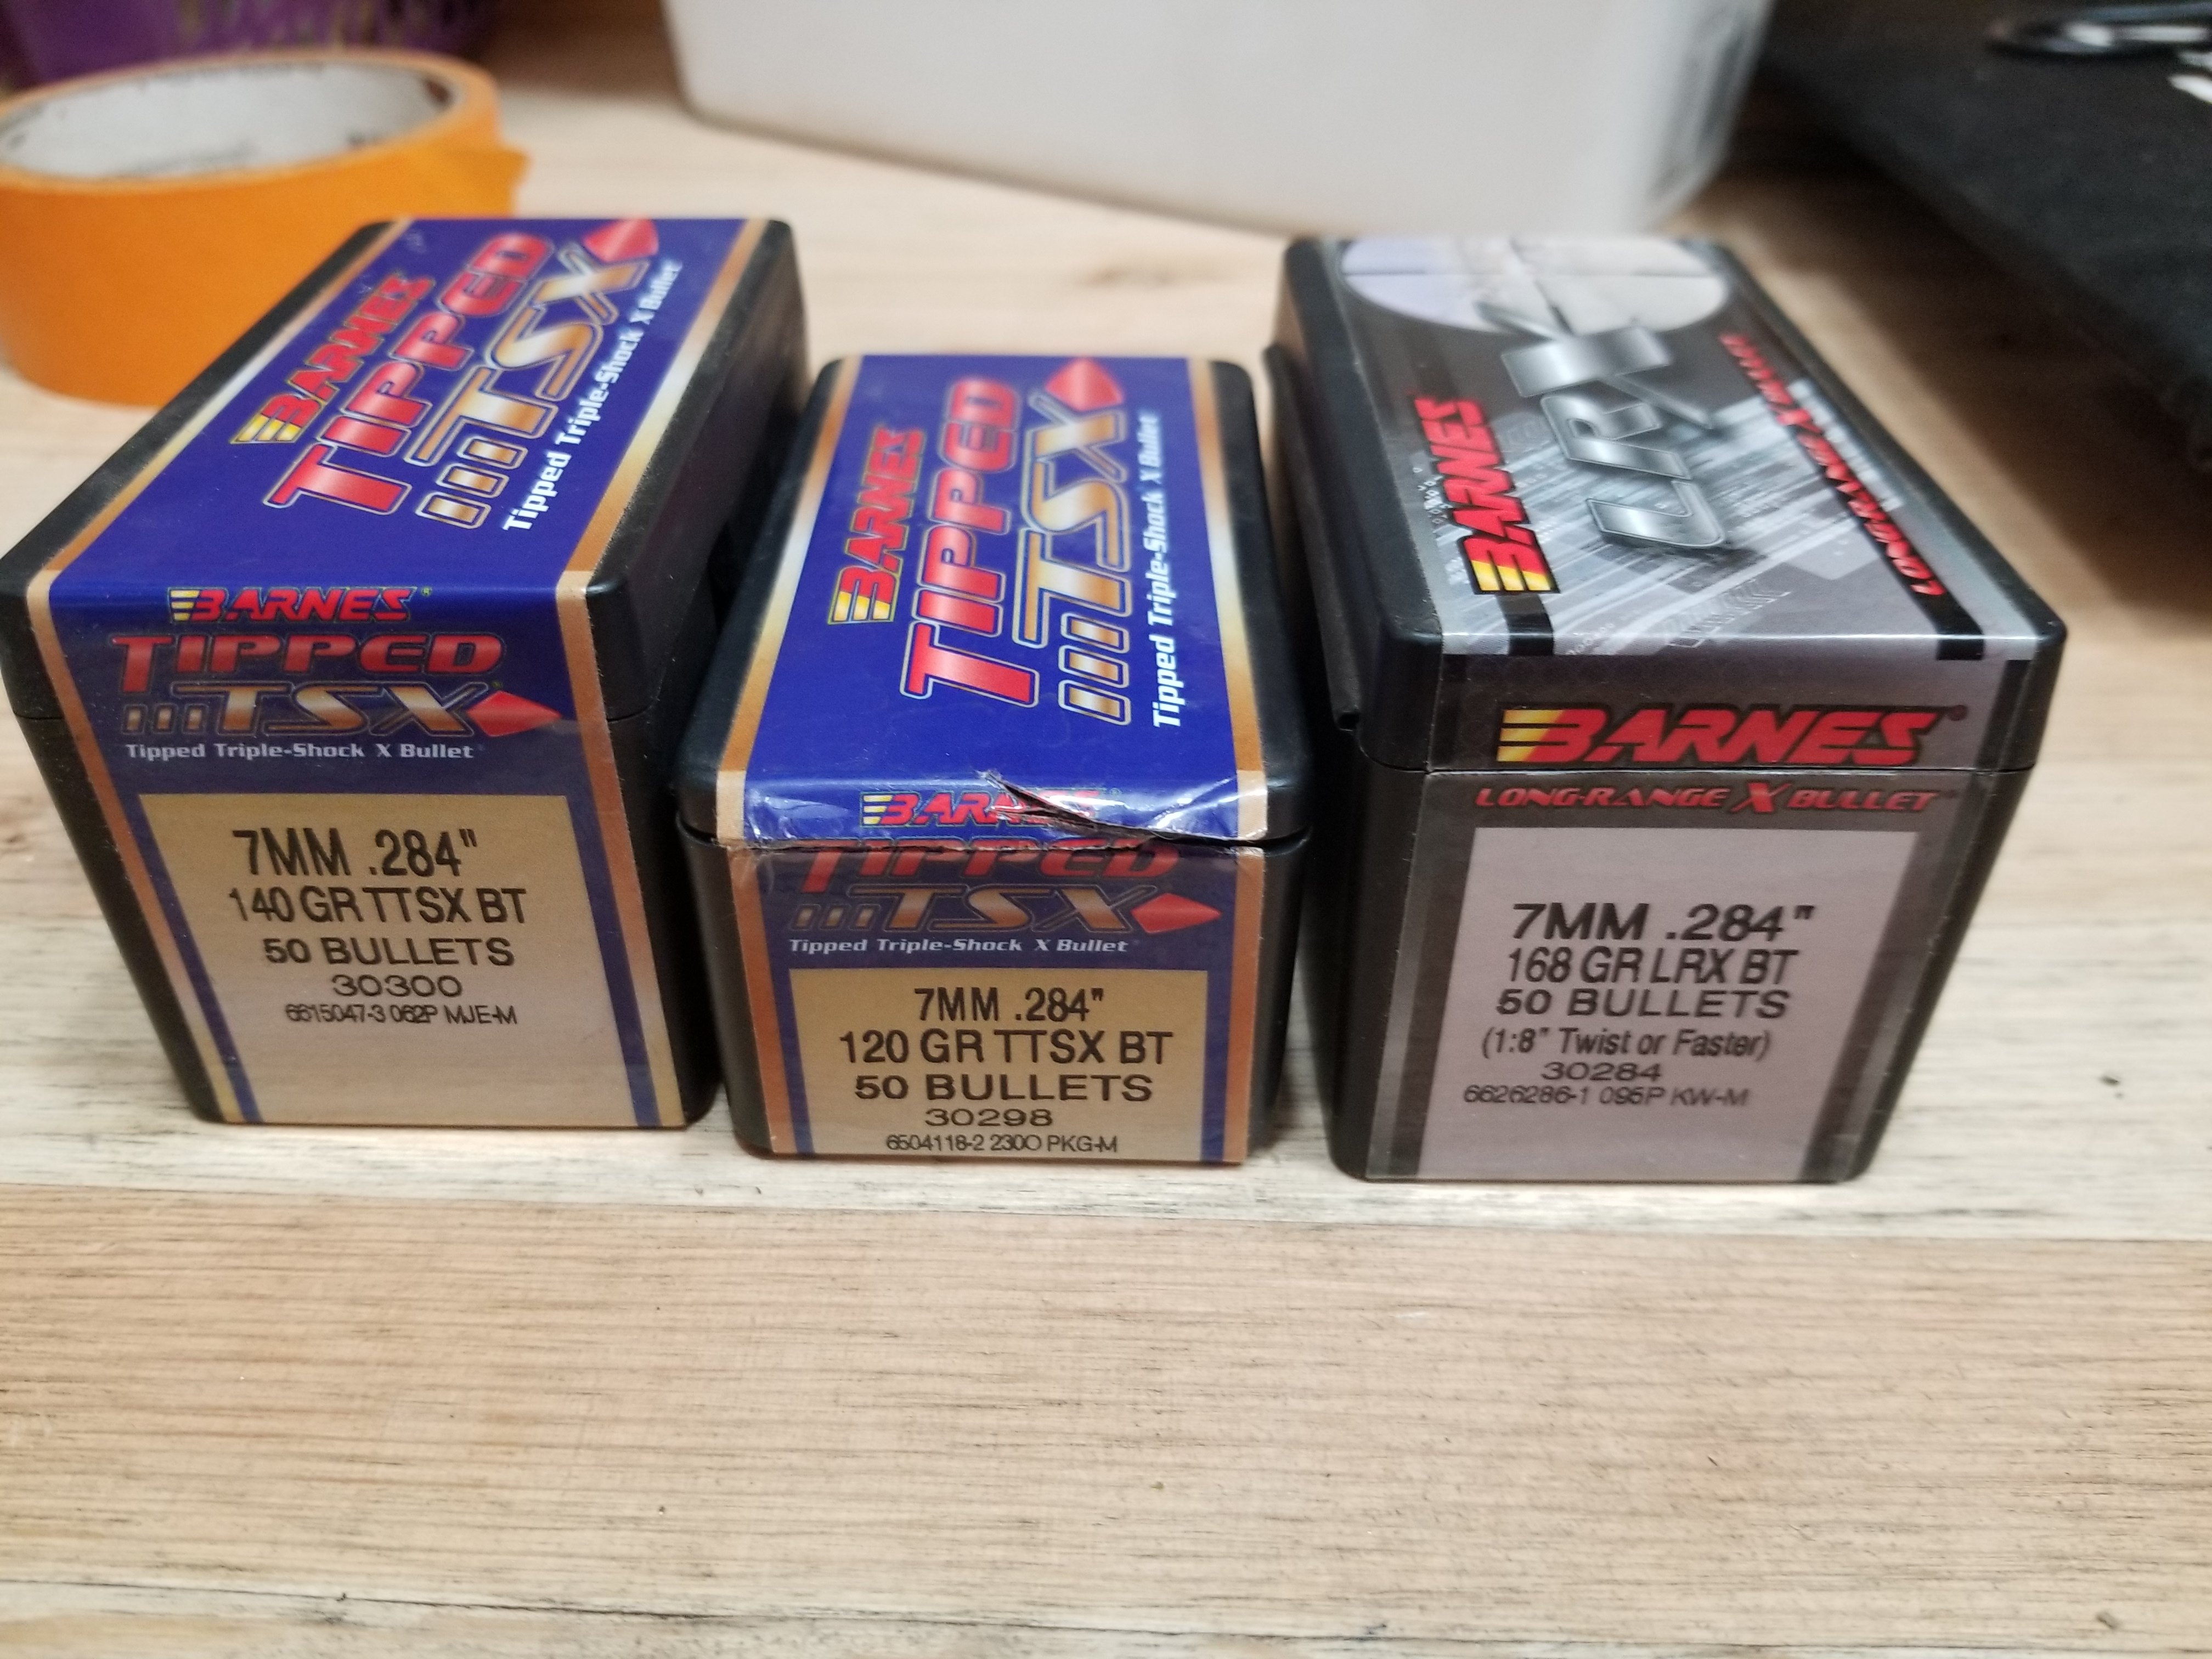 BARNES
TIPPED
TSX
Tipped Triple-Shock X Bullet
BARNES®
TIPPED
TSX
Tipped Triple-Shock X Bullet
7MM .284"
140 GR TTSX BT
50 BULLETS
30300
6615047-3 062P MJE-M
BARNES
TIPPED
TSX
Tipped Triple-Shock X Bullet
BARNES
TIPPED
TSX
Tipped Triple-Shock X Bullet
7MM .284"
120 GR TTSX BT
50 BULLETS
30298
6504118-2 230O PKG-M
BARNES
LRX
LONG-RANGE X BULLET
BARNES®
LONG-RANGE X BULLET
7MM .284"
168 GR LRX BT
50 BULLETS
(1:8" Twist or Faster)
30284
6626286-1 095P KW-M